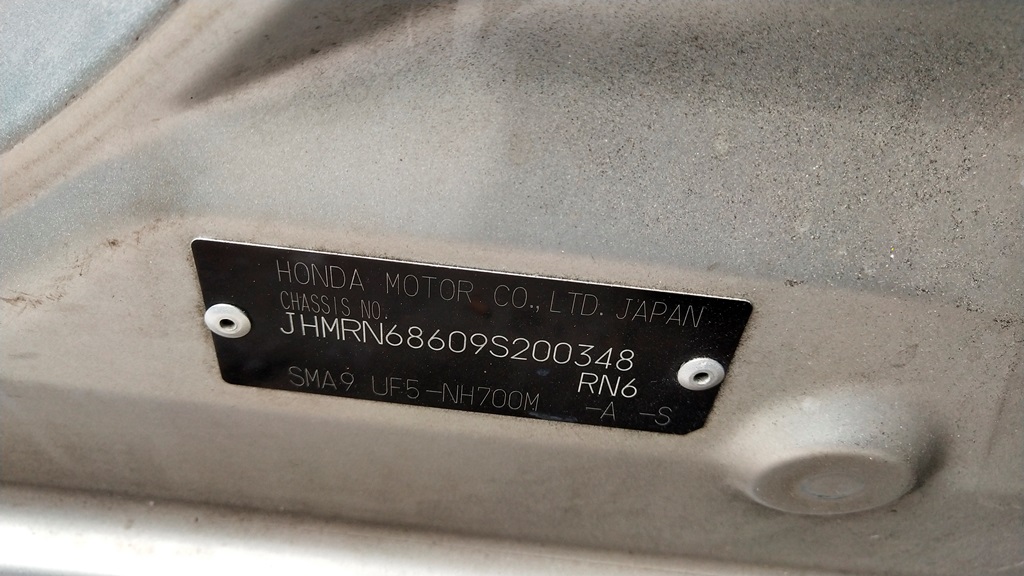 HONDA MOTOR CO., LTD. JAPAN
CHASSIS NO.
JHMRN68609S200348
RN6
SMA9 UF5-NH700M -A -S